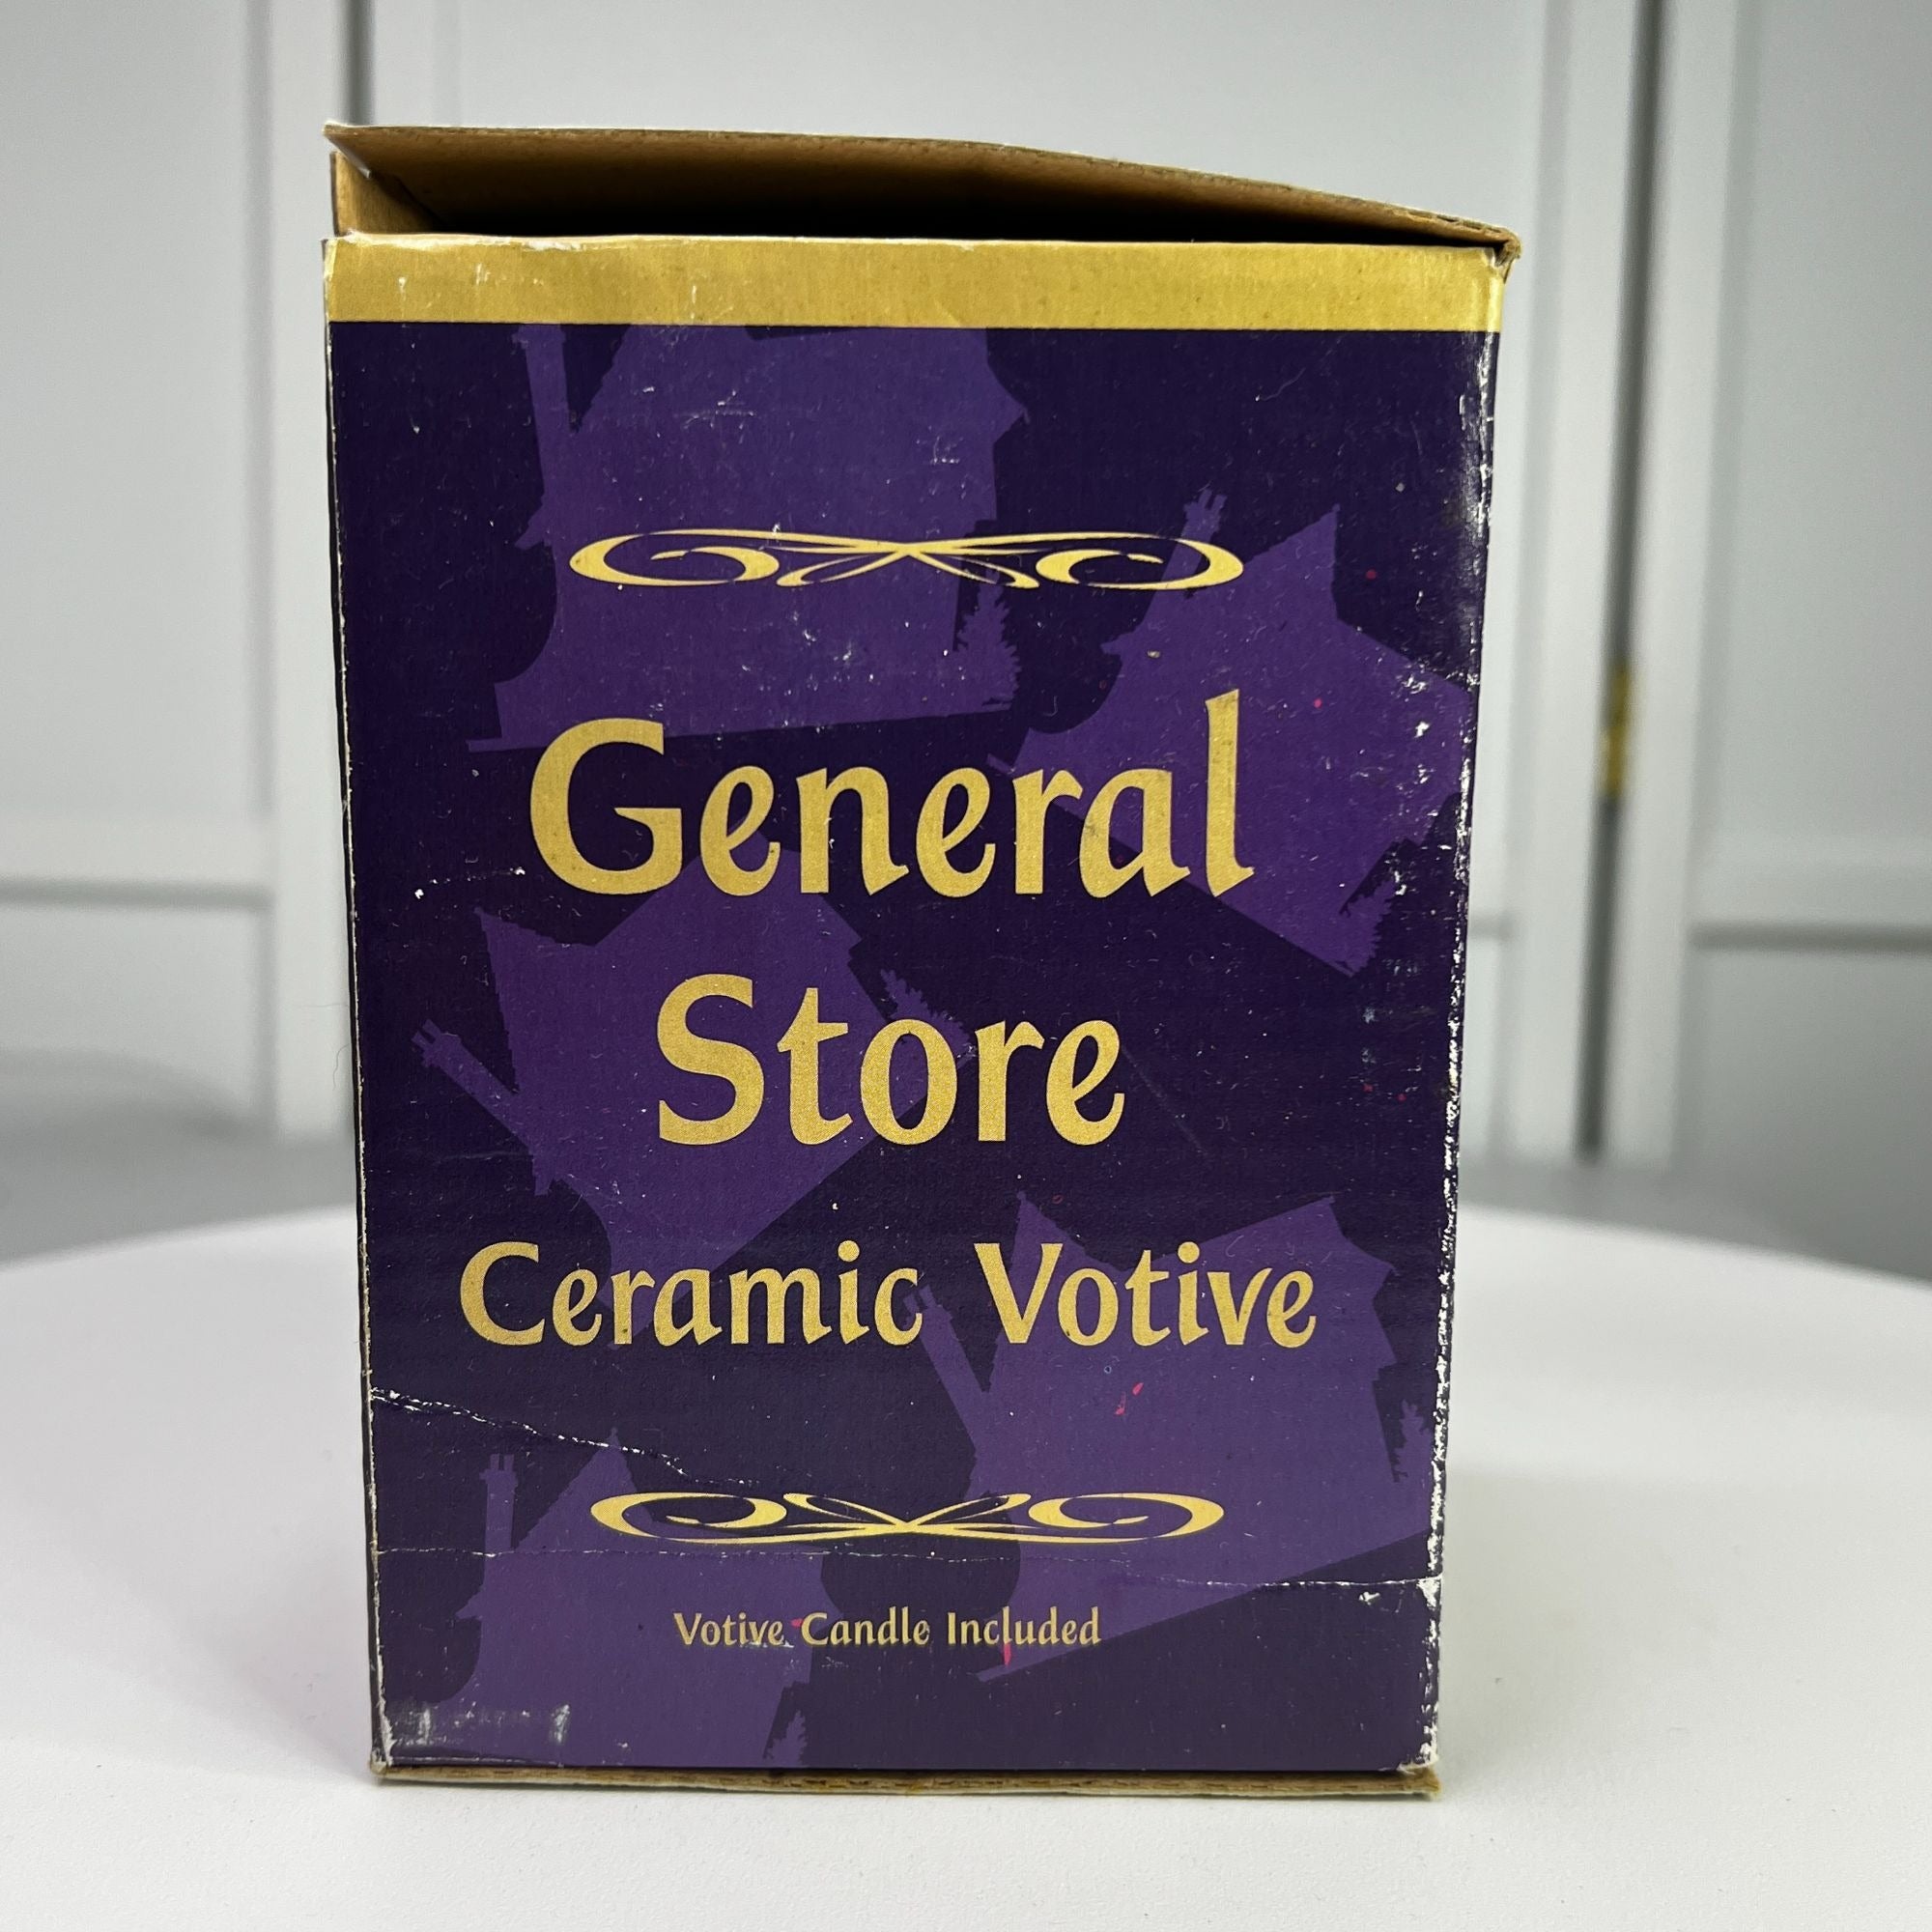 General
Store
Ceramic Votive
Votive Candle Included